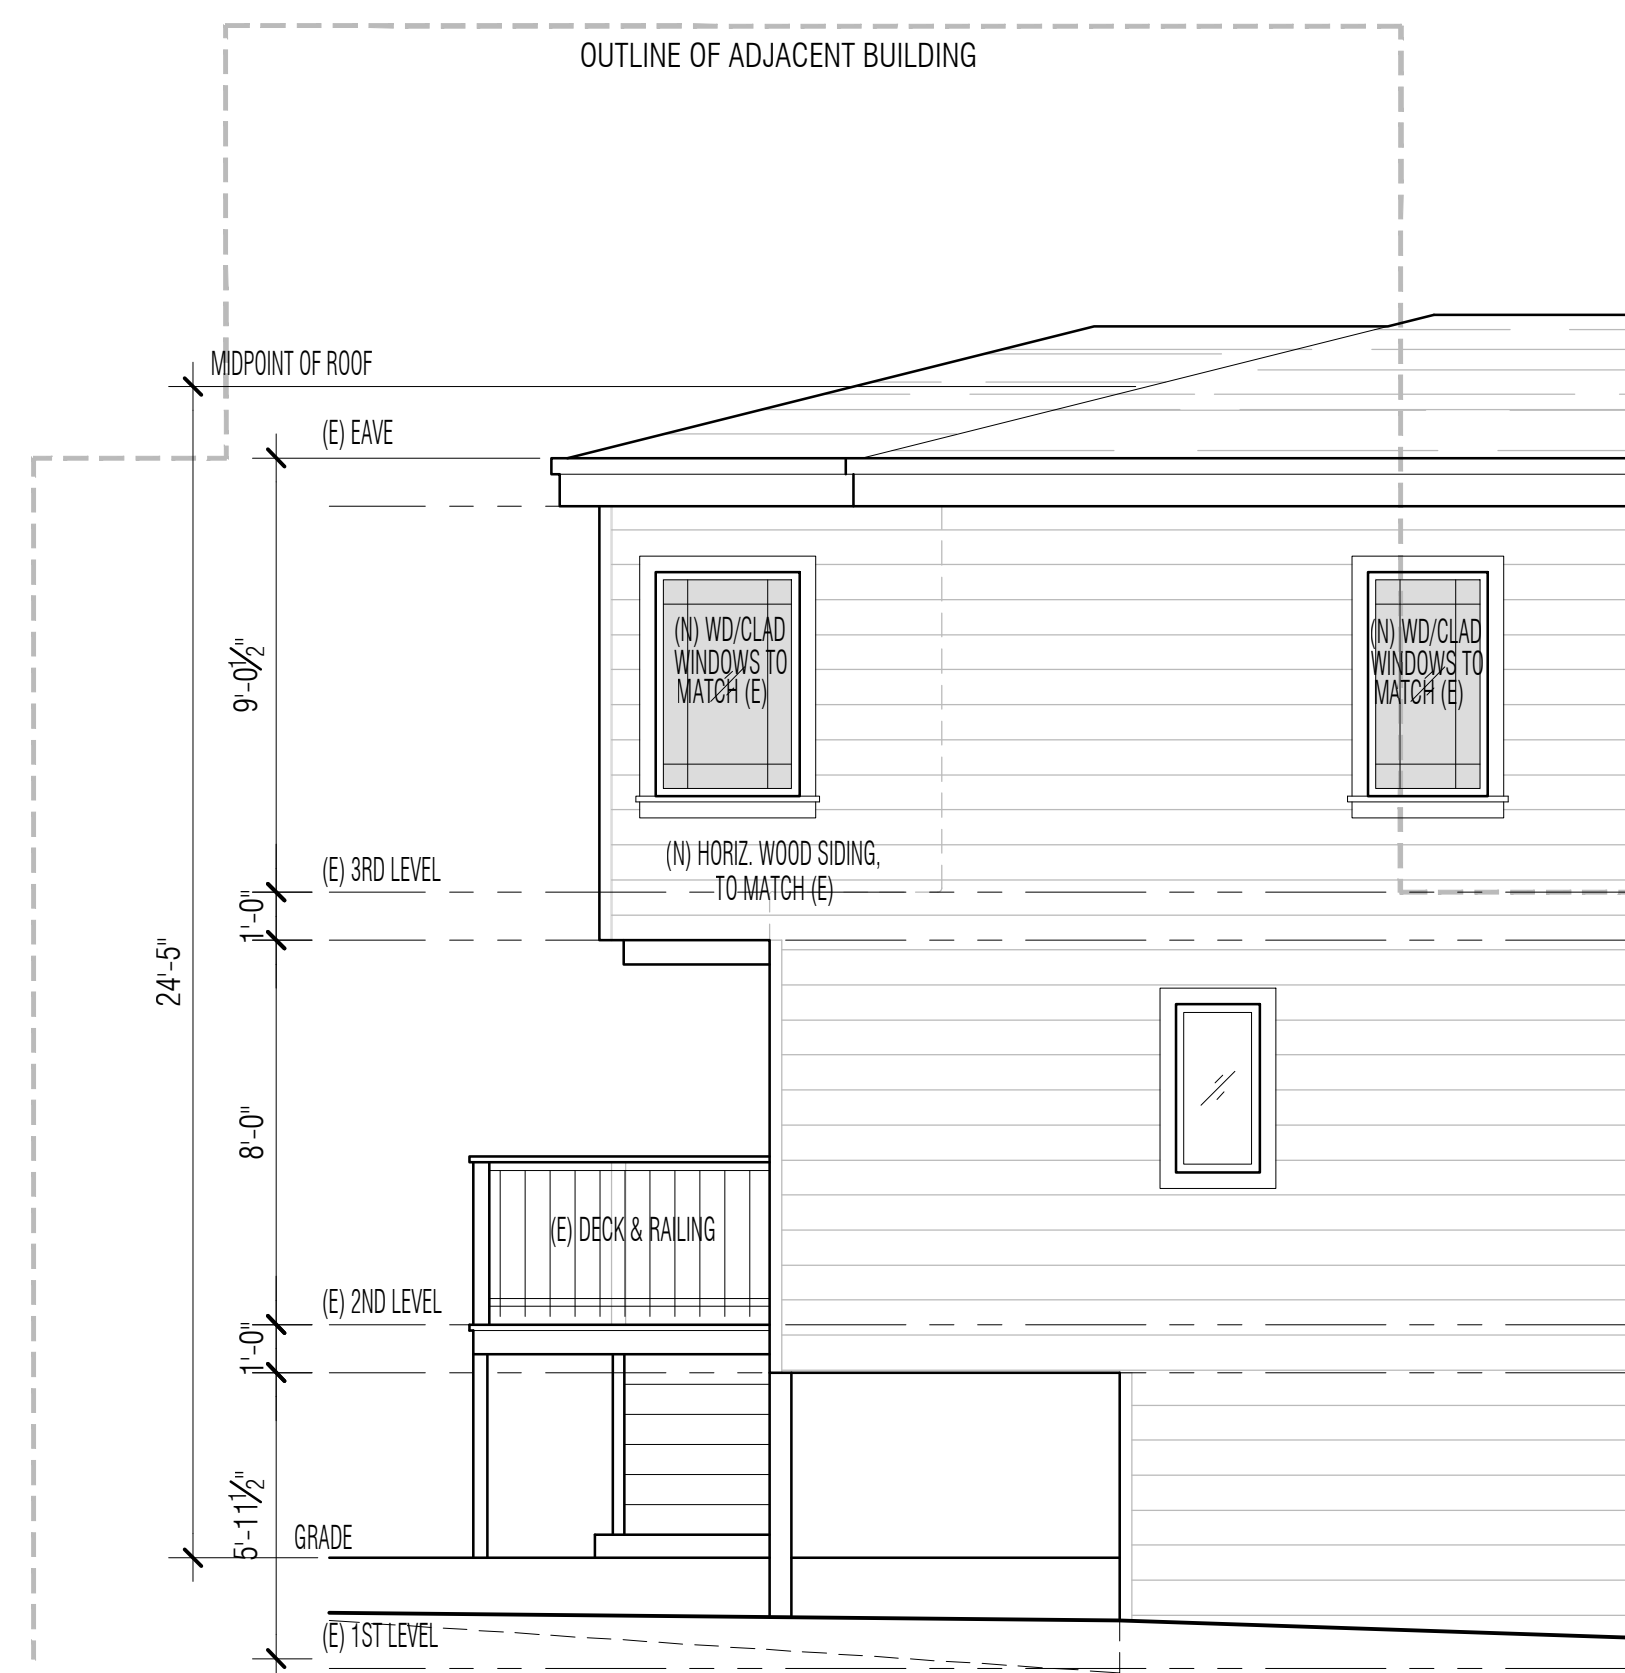 OUTLINE OF ADJACENT BUILDING
MIDPOINT OF ROOF
(E) EAVE
(N) WD/CLAD
WINDOWS TO
MATCH (E)
(N) WD/CLAD
WINDOWS TO
MATCH (E)
9'-0½"
(N) HORIZ. WOOD SIDING,
TO MATCH (E)
(E) 3RD LEVEL
1'-0"
24'-5"
8'-0"
(E) DECK & RAILING
(E) 2ND LEVEL
1'-0"
5'-11½"
GRADE
(E) 1ST LEVEL